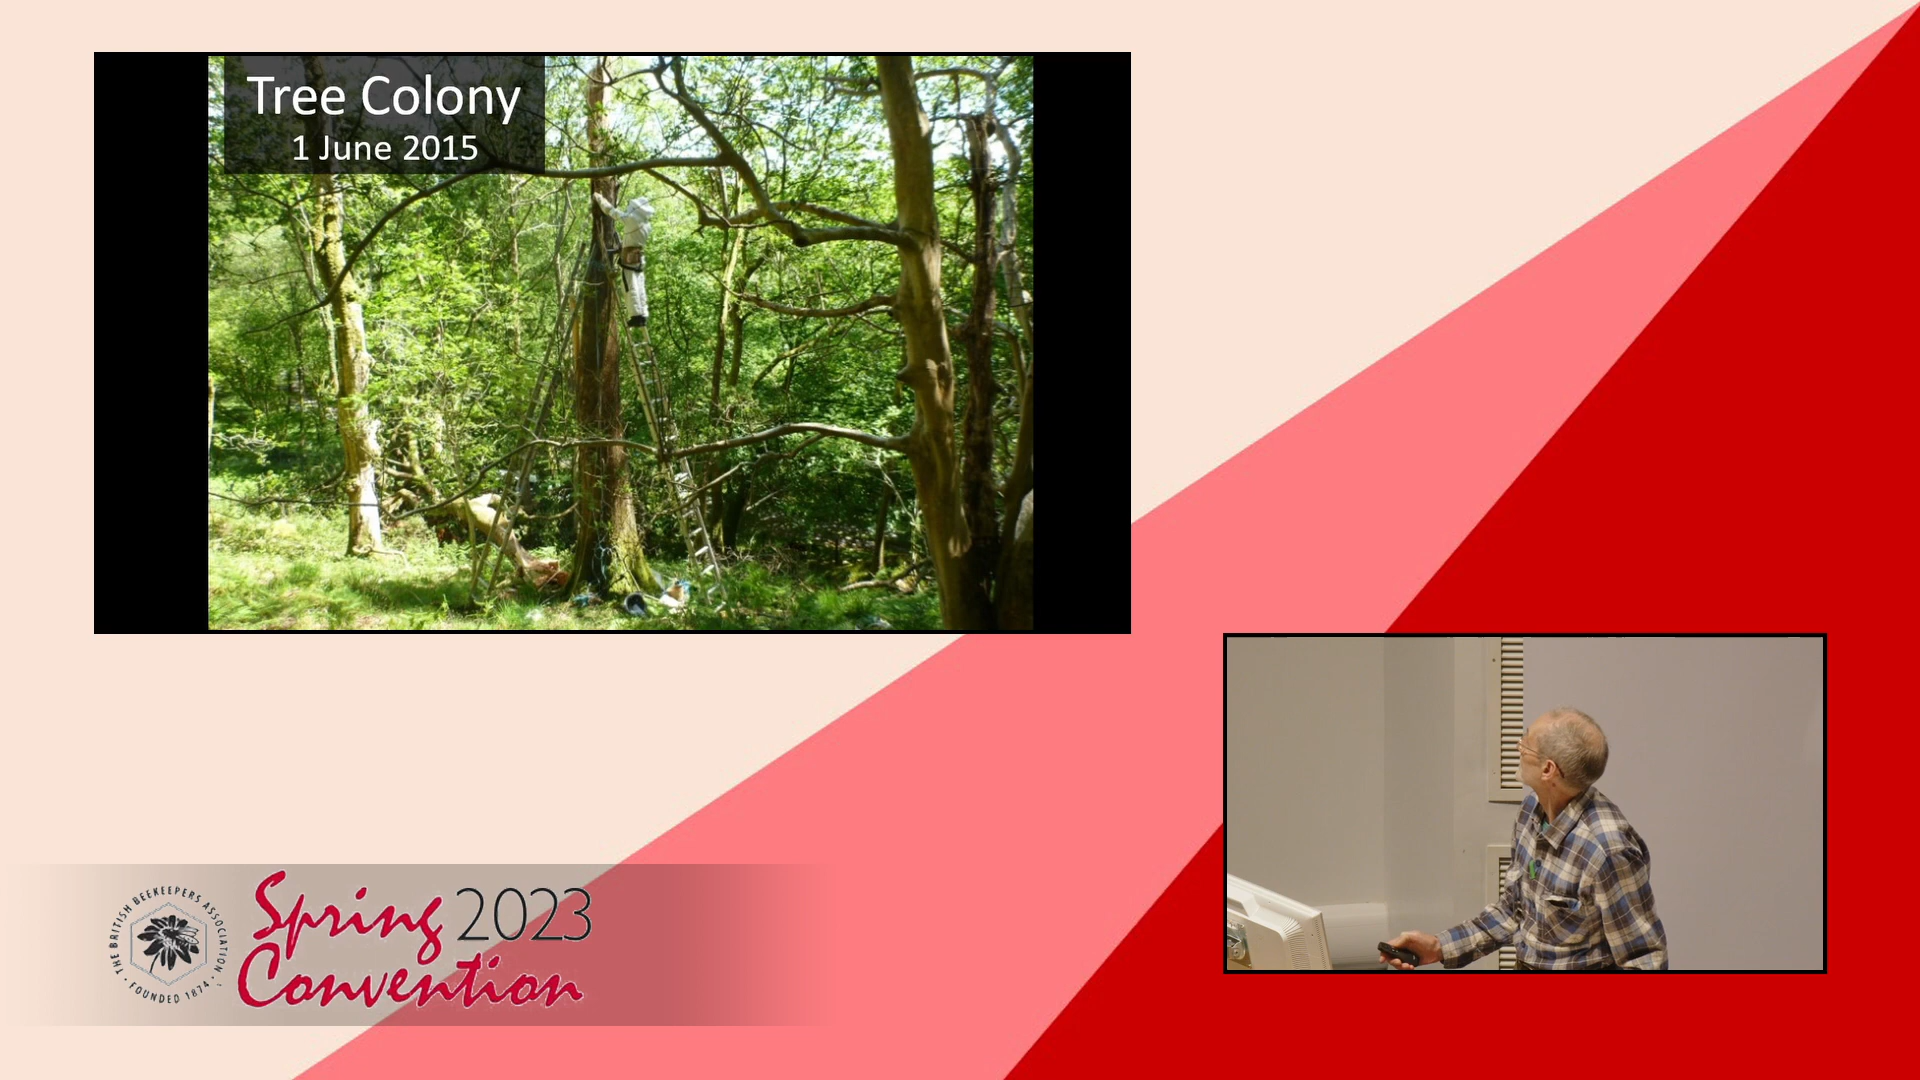 Tree Colony
1 June 2015
THE BRITISH BEEKEEPERS ASSOCIATION
FOUNDED 1874
Spring 2023
Convention